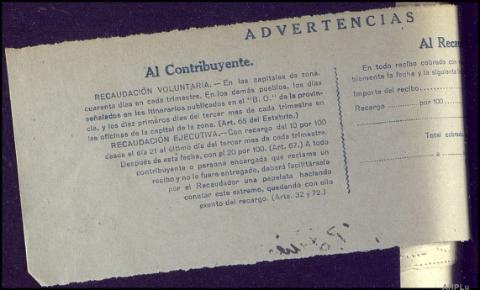 ADVERTENCIAS
Al Contribuyente.
RECAUDACIÓN VOLUNTARIA.—En las capitales de zona,
cuarenta días en cada trimestre. En los demás pueblos, los días
señalados en los itinerarios publicados en el "B. O." de la provin-
cia, y los diez primeros días del tercer mes de cada trimestre en
las oficinas de la capital de la zona. (Art. 65 del Estatuto.)
RECAUDACIÓN EJECUTIVA.—Con recargo del 10 por 100
desde el día 21 al último día del tercer mes de cada trimestre.
Después de esta fecha, con el 20 por 100. (Art. 67.) A todo
contribuyente o persona encargada que reclame un
recibo y no le fuere entregado, deberá facilitársele
por el Recaudador una papeleta haciendo
constar este extremo, quedando con ella
exento del recargo. (Arts. 32 y 72.)
Al Recau
En todo recibo cobrado con
blemente la fecha y la siguiente
Importe del recibo
Recargo por 100
Total
a